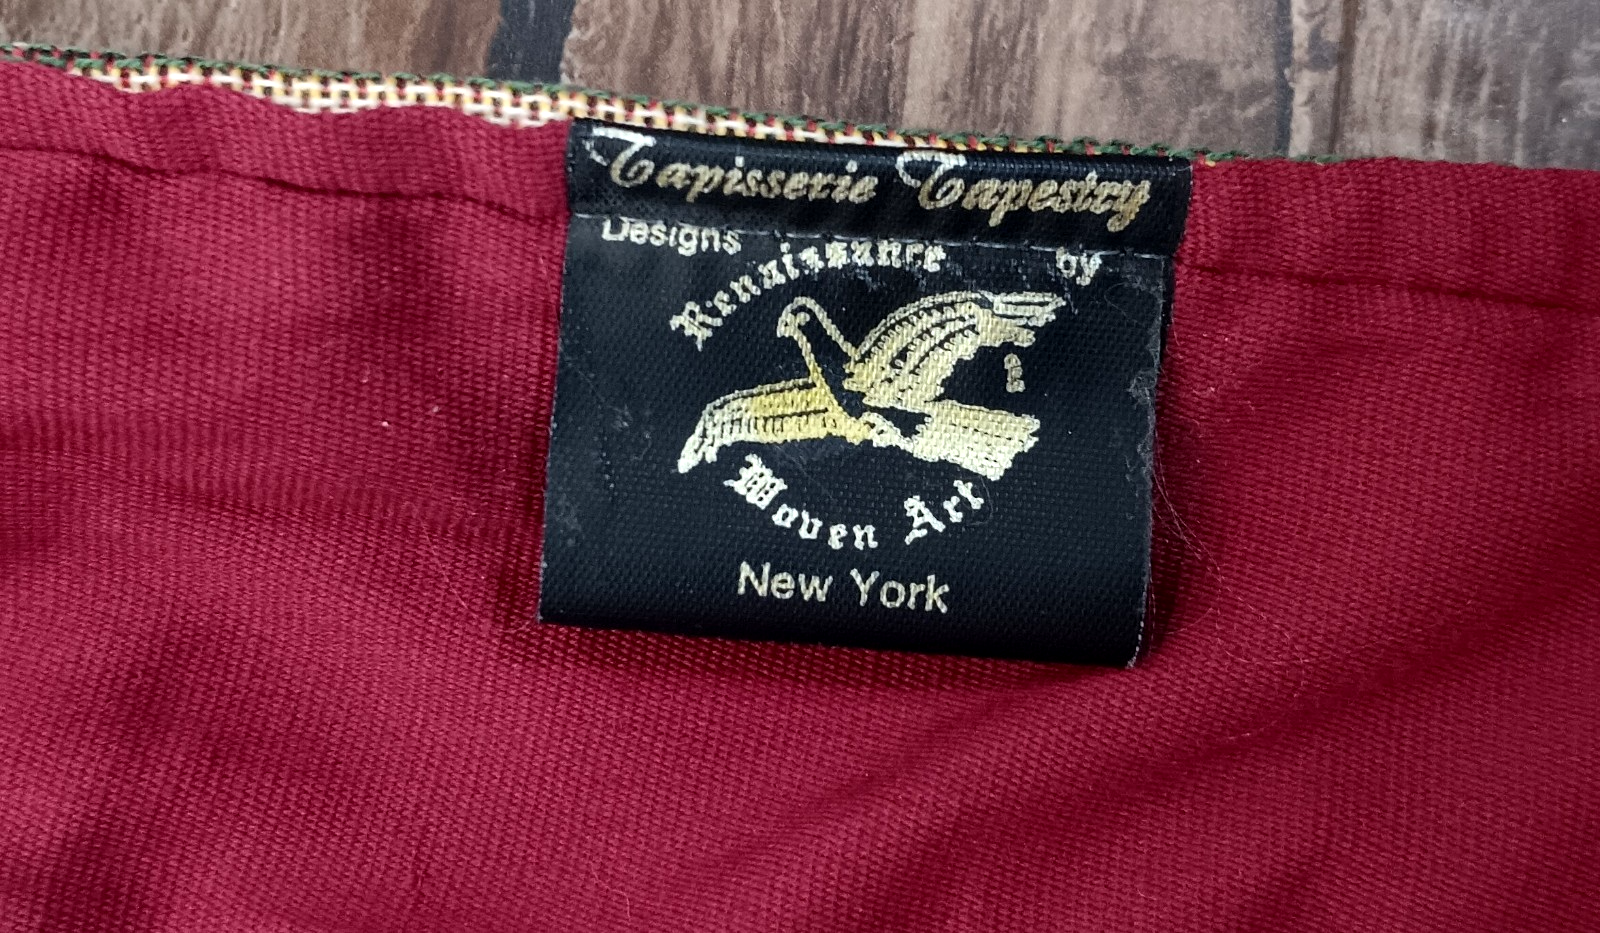 Tapisserie Tapestry
Designs by
Renaissance
Woven Art
New York